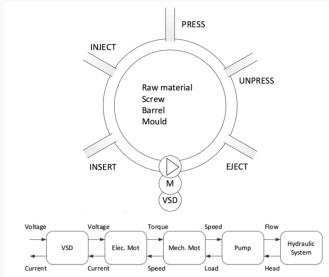 PRESS
INJECT
UNPRESS
Raw material
Screw
Barrel
Mould
INSERT
EJECT
M
VSD
Voltage Voltage Torque Speed Flow
VSD Elec. Mot Mech. Mot Pump Hydraulic
System
Current Current Speed Load Head